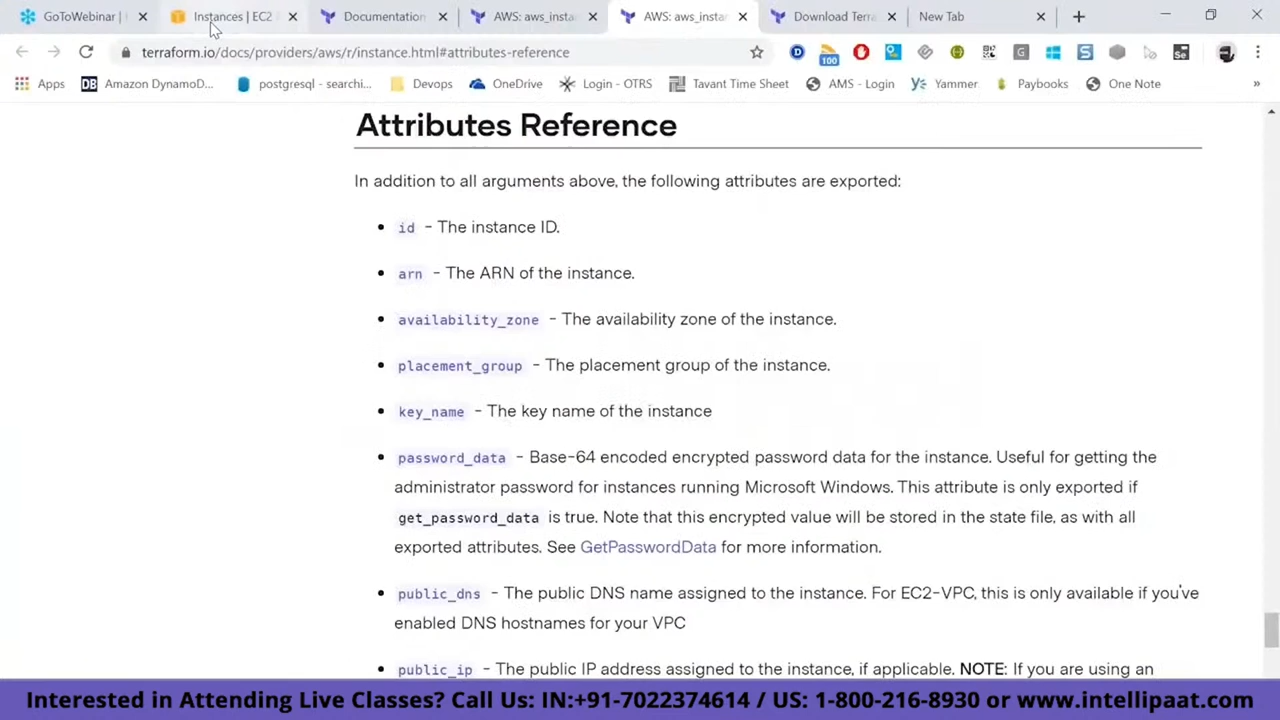 GoToWebinar
Instances | EC2
Documentation
AWS: aws_insta
AWS: aws_insta
Download Terra
New Tab
terraform.io/docs/providers/aws/r/instance.html#attributes-reference
100
Apps
DB Amazon DynamoD...
postgresql - searchi...
Devops
OneDrive
Login - OTRS
Tavant Time Sheet
AMS - Login
Yammer
Paybooks
One Note
»
Attributes Reference
In addition to all arguments above, the following attributes are exported:
• id - The instance ID.
• arn - The ARN of the instance.
• availability_zone - The availability zone of the instance.
• placement_group - The placement group of the instance.
• key_name - The key name of the instance
• password_data - Base-64 encoded encrypted password data for the instance. Useful for getting the
administrator password for instances running Microsoft Windows. This attribute is only exported if
get_password_data is true. Note that this encrypted value will be stored in the state file, as with all
exported attributes. See GetPasswordData for more information.
• public_dns - The public DNS name assigned to the instance. For EC2-VPC, this is only available if you've
enabled DNS hostnames for your VPC
• public_ip - The public IP address assigned to the instance, if applicable. NOTE: If you are using an
Interested in Attending Live Classes? Call Us: IN:+91-7022374614 / US: 1-800-216-8930 or www.intellipaat.com